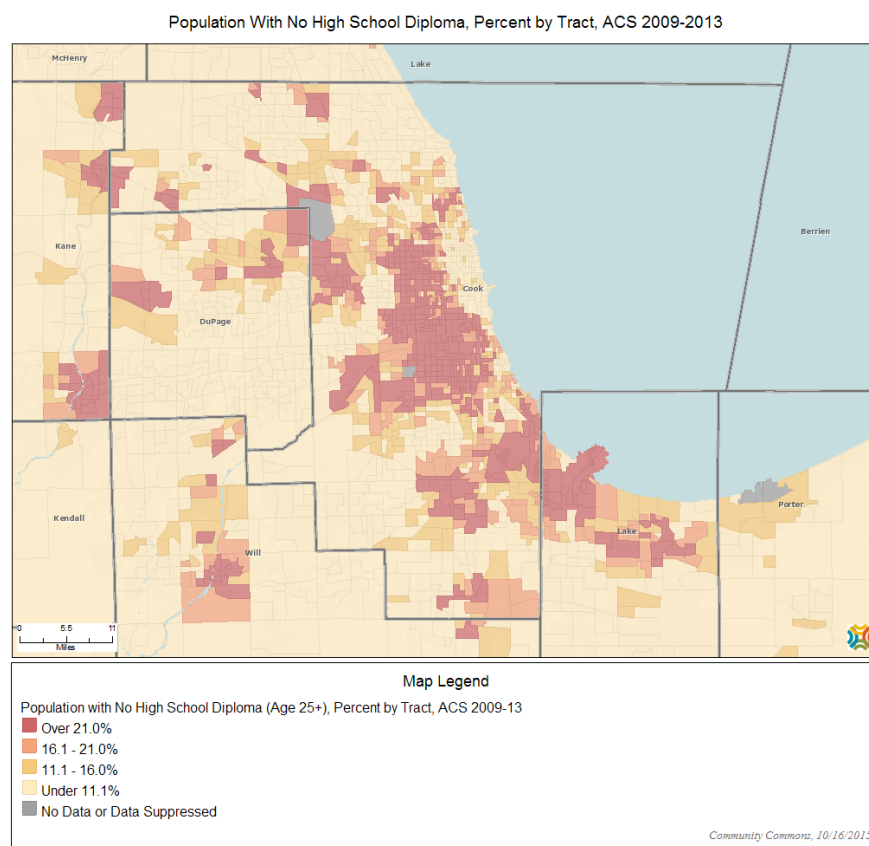 Population With No High School Diploma, Percent by Tract, ACS 2009-2013
McHenry
Lake
Kane
Berrien
Cook
DuPage
Kendall
Will
Lake
Porter
0 5.5 11
Miles
Map Legend
Population with No High School Diploma (Age 25+), Percent by Tract, ACS 2009-13
Over 21.0%
16.1 - 21.0%
11.1 - 16.0%
Under 11.1%
No Data or Data Suppressed
Community Commons, 10/16/2015